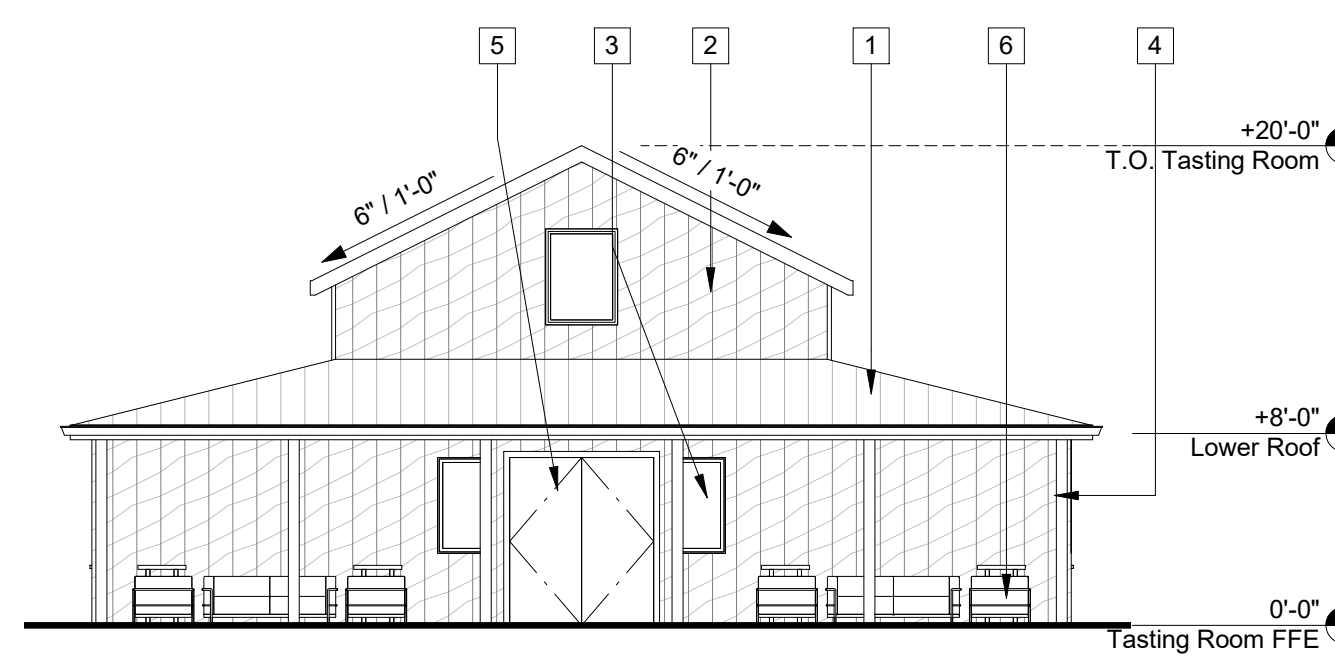 5
3
2
1
6
4
+20'-0"
T.O. Tasting Room
6" / 1'-0"
6" / 1'-0"
+8'-0"
Lower Roof
0'-0"
Tasting Room FFE